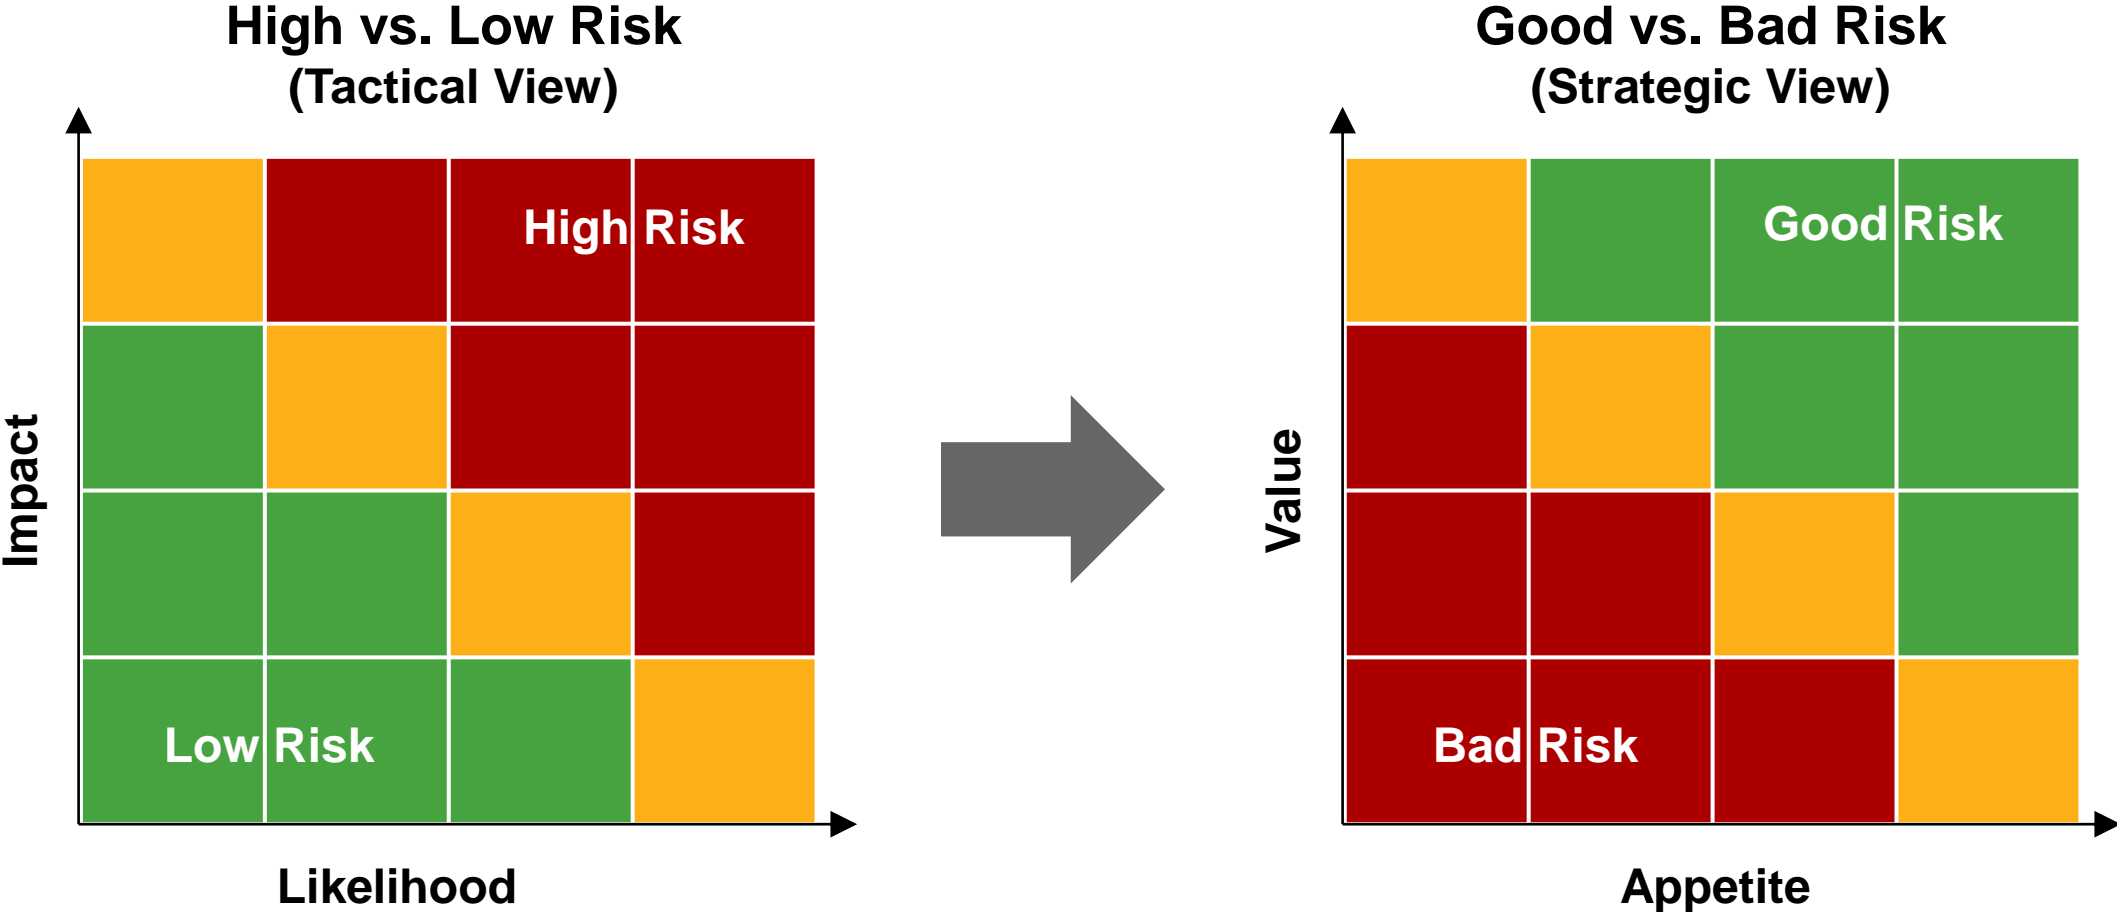 High vs. Low Risk
(Tactical View)
High Risk
Low Risk
Impact
Likelihood
Good vs. Bad Risk
(Strategic View)
Good Risk
Bad Risk
Value
Appetite